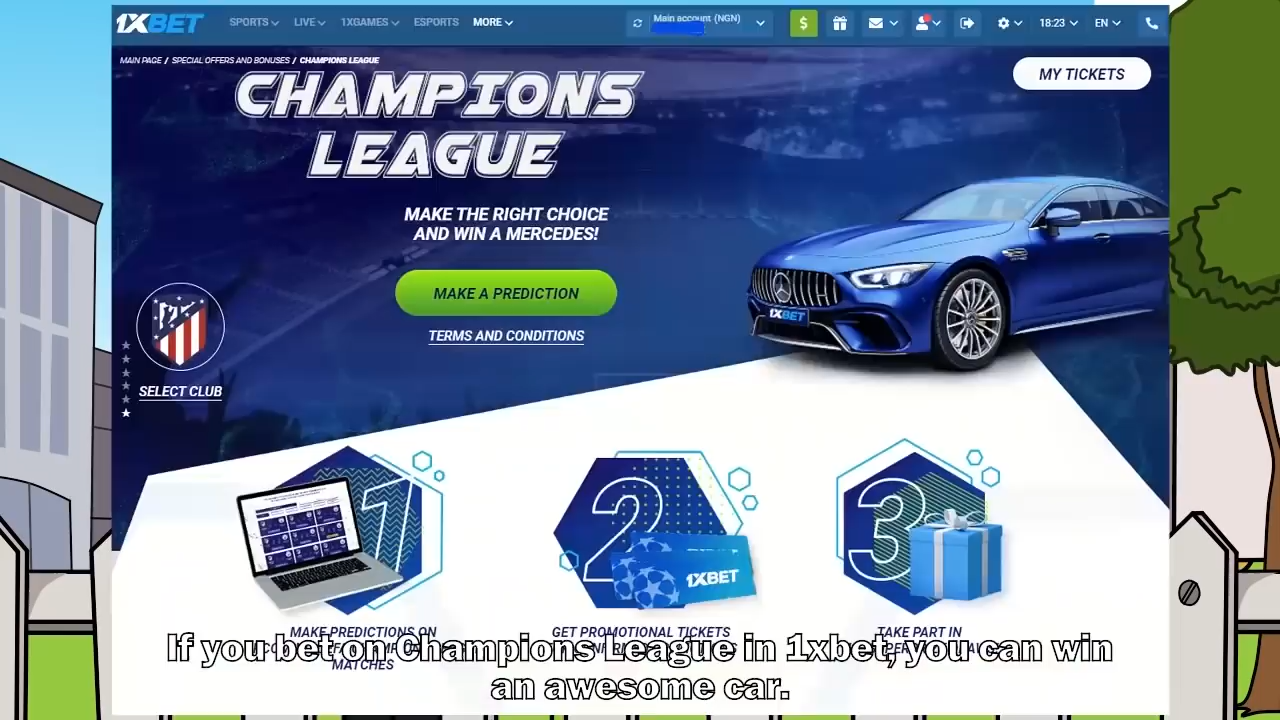 1XBET
SPORTS LIVE 1XGAMES ESPORTS MORE
Main account (NGN)
$
18:23
EN
MAIN PAGE / SPECIAL OFFERS AND BONUSES / CHAMPIONS LEAGUE
MY TICKETS
CHAMPIONS
LEAGUE
MAKE THE RIGHT CHOICE
AND WIN A MERCEDES!
MAKE A PREDICTION
TERMS AND CONDITIONS
SELECT CLUB
1XBET
1
2
1XBET
3
MAKE PREDICTIONS ON
MATCHES
GET PROMOTIONAL TICKETS
TAKE PART IN
If you bet on Champions League in 1xbet, you can win
an awesome car.